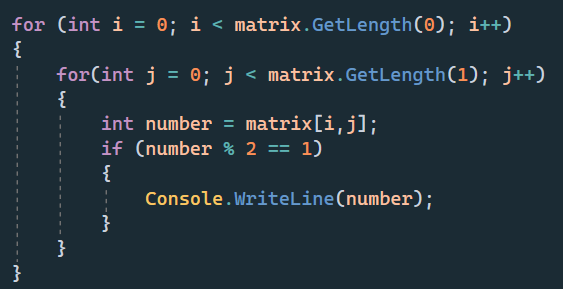 for (int i = 0; i < matrix.GetLength(0); i++)
{
    for(int j = 0; j < matrix.GetLength(1); j++)
    {
        int number = matrix[i,j];
        if (number % 2 == 1)
        {
            Console.WriteLine(number);
        }
    }
}